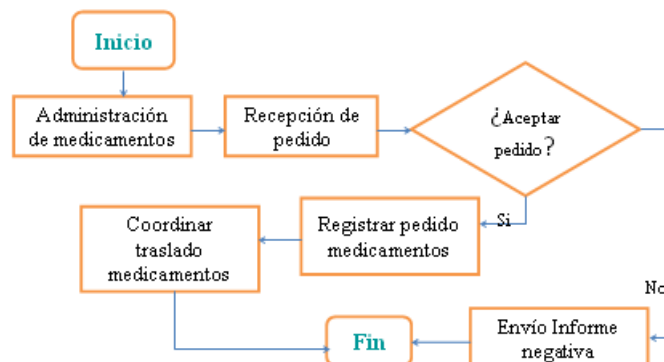 Inicio
Administración
de medicamentos
Recepción de
pedido
¿Aceptar
pedido?
Si
Registrar pedido
medicamentos
Coordinar
traslado
medicamentos
No
Envío Informe
negativa
Fin